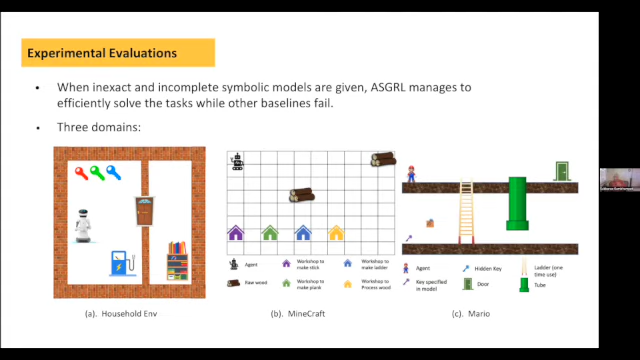 Experimental Evaluations
• When inexact and incomplete symbolic models are given, ASGRL manages to
efficiently solve the tasks while other baselines fail.
• Three domains:
Agent
Workshop to
make stick
Workshop to
make ladder
Raw wood
Workshop to
make plank
Workshop to
Process wood
Agent
Hidden Key
Ladder (one
time use)
Key specified
in model
Door
Tube
(a). Household Env
(b). MineCraft
(c). Mario